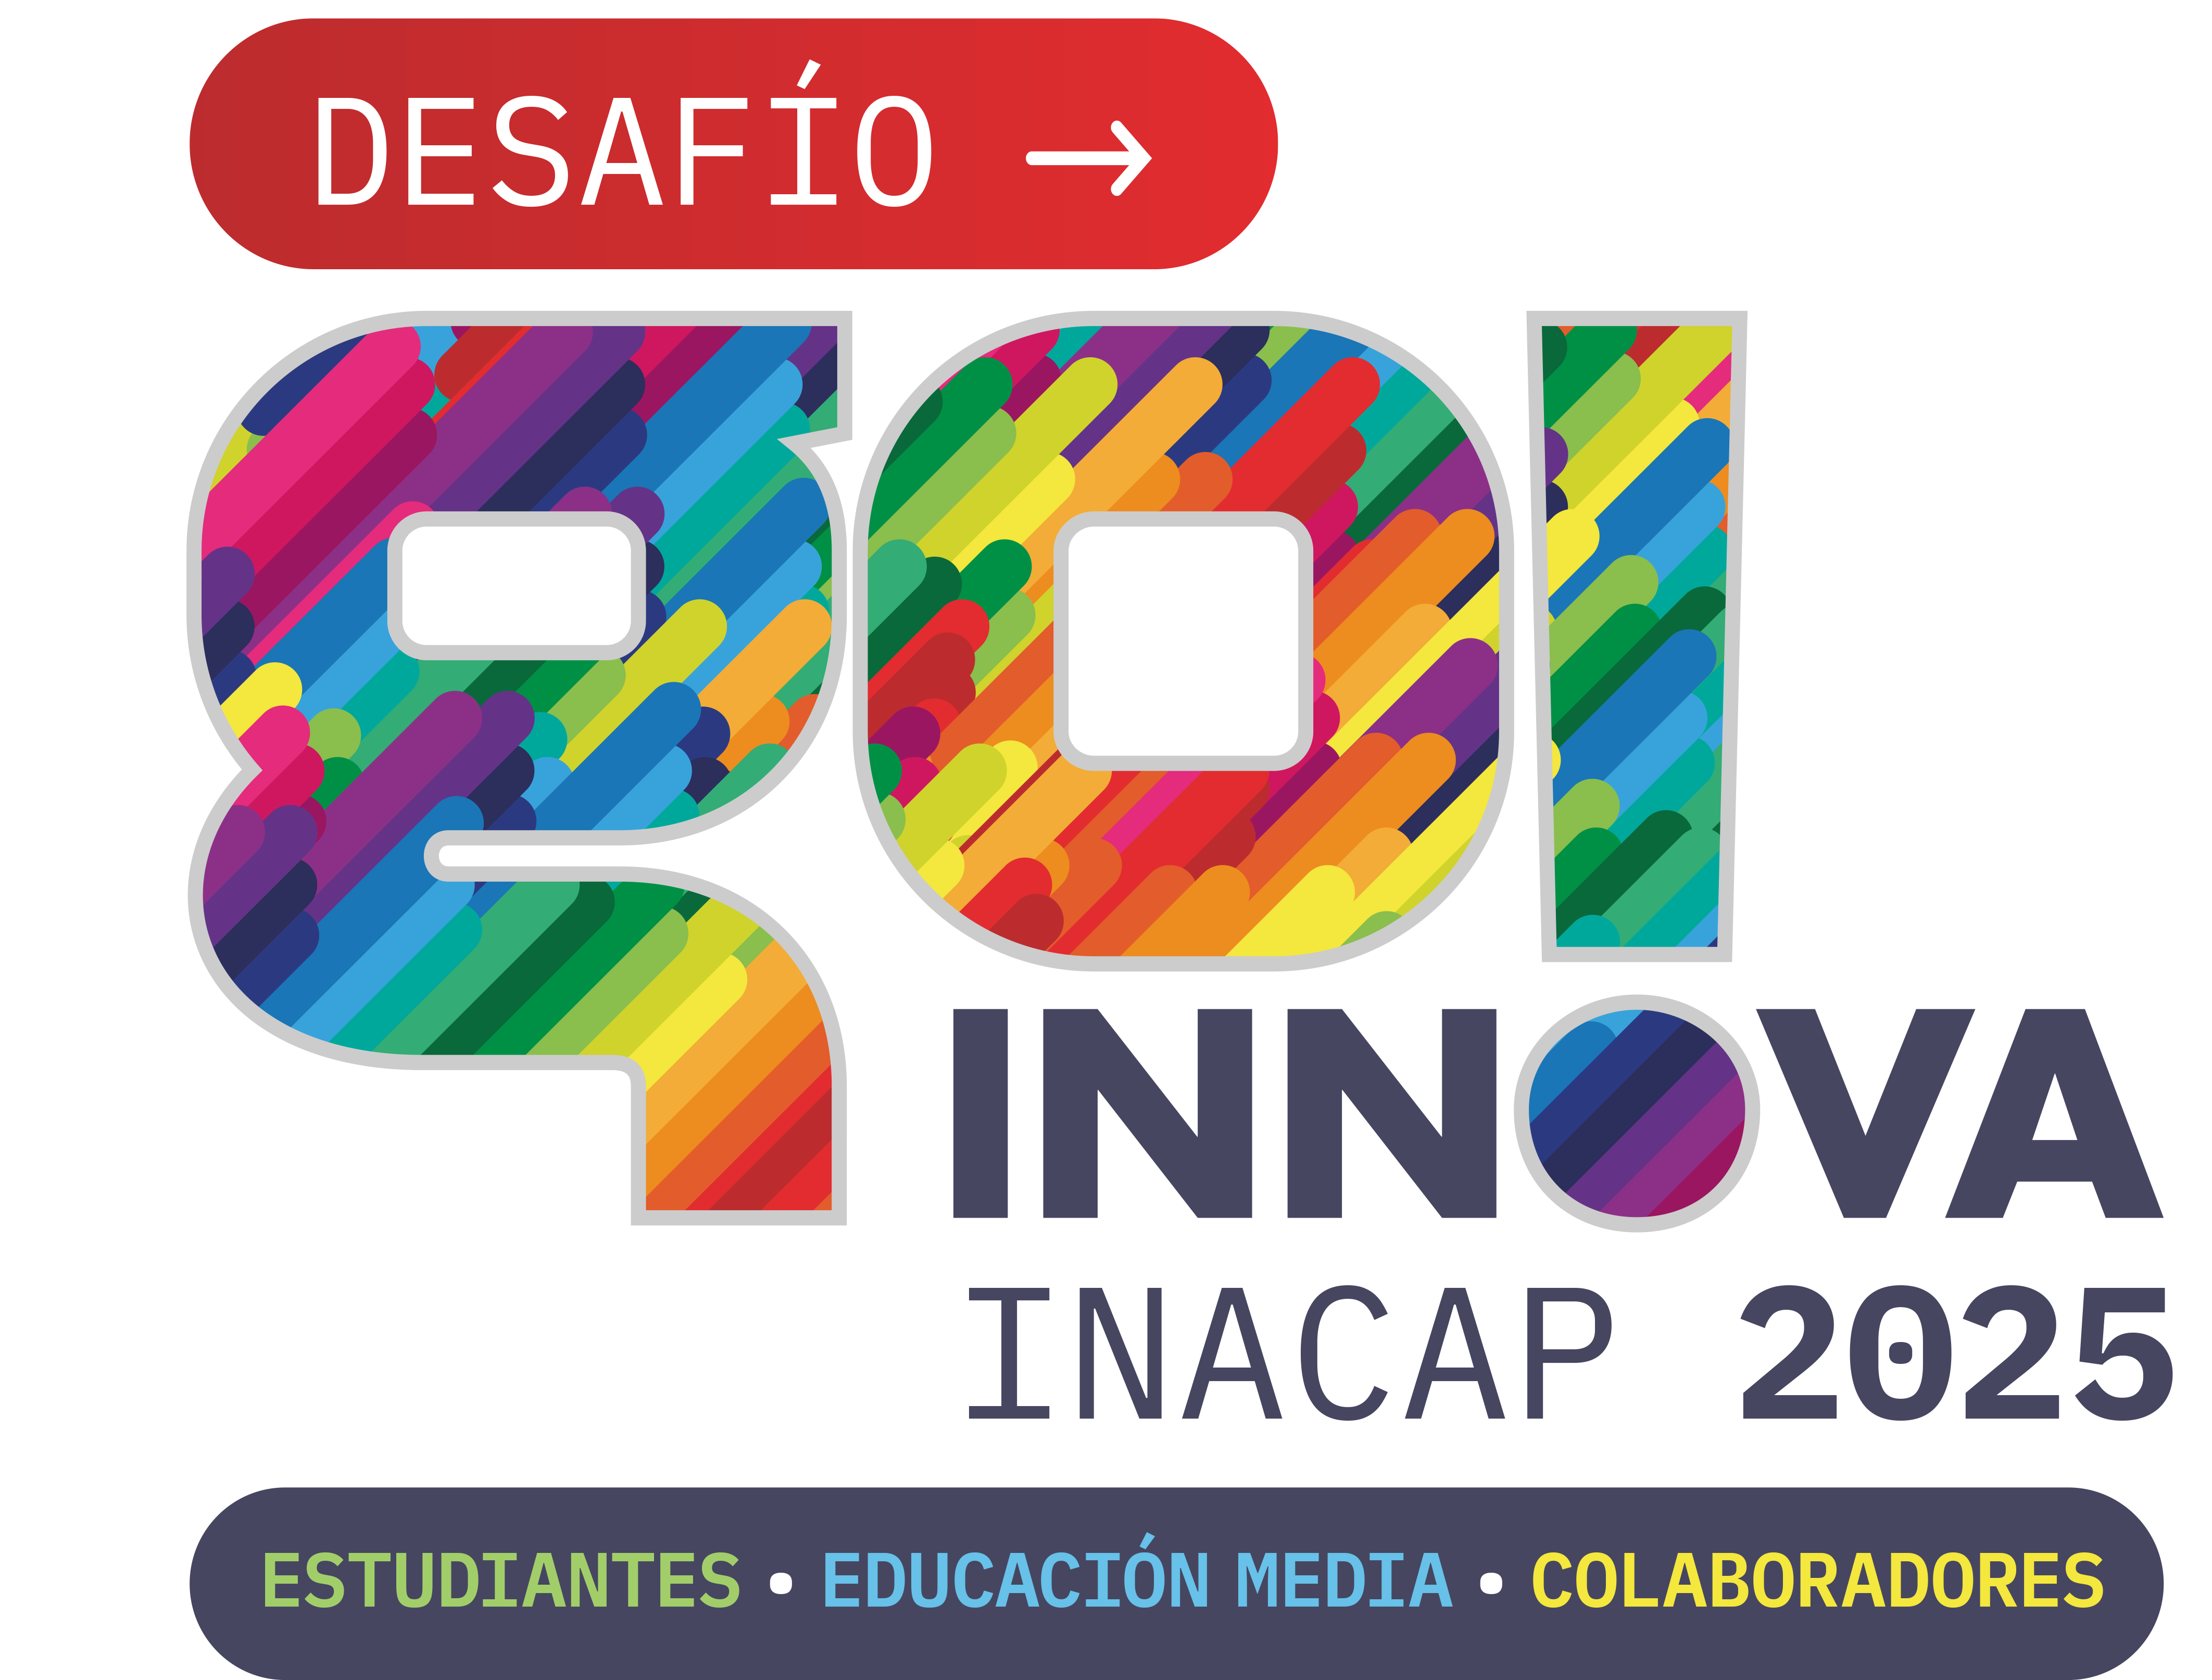 DESAFÍO →
go!
INNOVA
INACAP 2025
ESTUDIANTES • EDUCACIÓN MEDIA • COLABORADORES